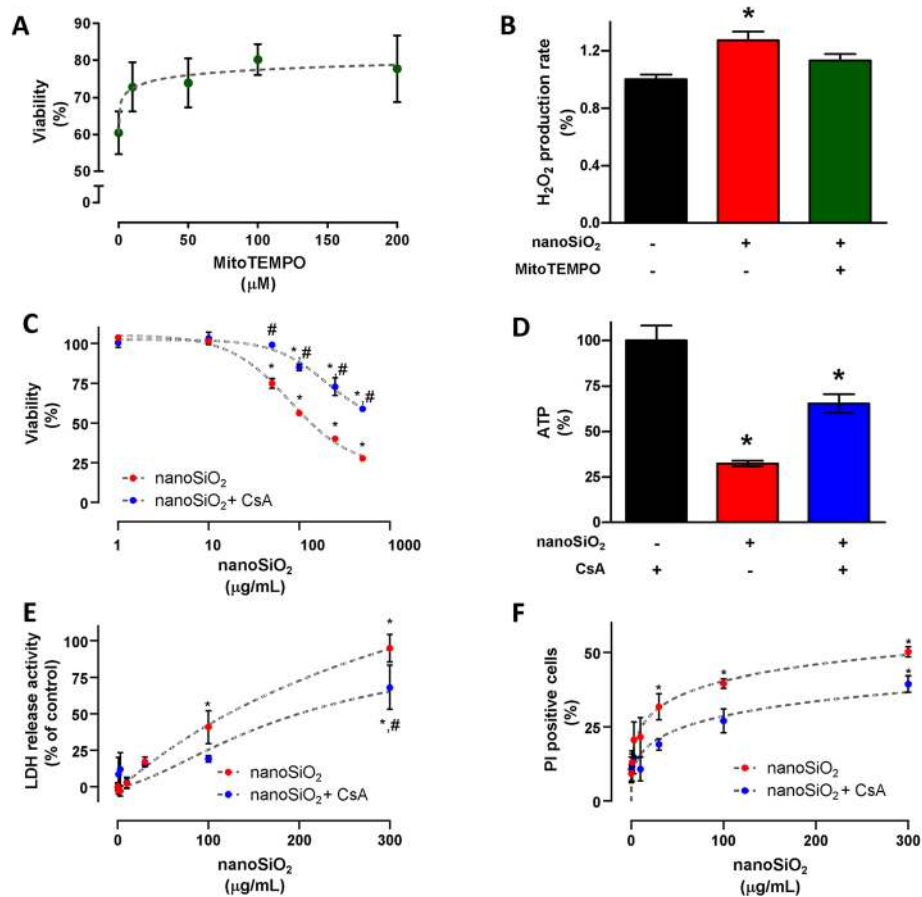 A
90
80
70
60
50
0
Viability
(%)
0 50 100 150 200
MitoTEMPO
(μM)
B
*
1.2
0.8
0.4
0.0
H₂O₂ production rate
(%)
nanoSiO₂ - + +
MitoTEMPO - - +
C
100
75
50
25
0
Viability
(%)
# *,# *,# *,#
* * * *
nanoSiO₂
nanoSiO₂+ CsA
1 10 100 1000
nanoSiO₂
(μg/mL)
D
100
75
50
25
0
ATP
(%)
* *
nanoSiO₂ - + +
CsA + - +
E
100
75
50
25
0
LDH release activity
(% of control)
* *
*,#
nanoSiO₂
nanoSiO₂+ CsA
0 100 200 300
nanoSiO₂
(μg/mL)
F
50
25
0
PI positive cells
(%)
* * *
*
nanoSiO₂
nanoSiO₂+ CsA
0 100 200 300
nanoSiO₂
(μg/mL)